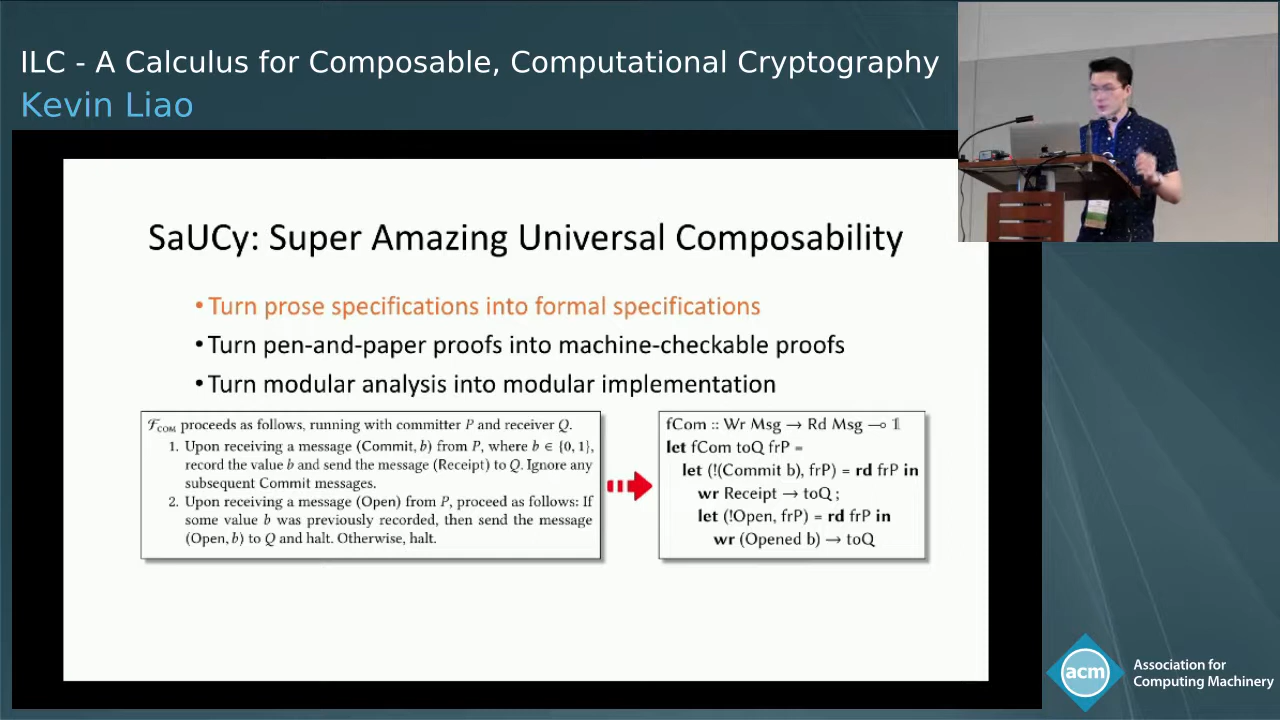 ILC - A Calculus for Composable, Computational Cryptography
Kevin Liao
SaUCy: Super Amazing Universal Composability
• Turn prose specifications into formal specifications
• Turn pen-and-paper proofs into machine-checkable proofs
• Turn modular analysis into modular implementation
ℱCOM proceeds as follows, running with committer P and receiver Q.
1. Upon receiving a message (Commit, b) from P, where b ∈ {0, 1},
record the value b and send the message (Receipt) to Q. Ignore any
subsequent Commit messages.
2. Upon receiving a message (Open) from P, proceed as follows: If
some value b was previously recorded, then send the message
(Open, b) to Q and halt. Otherwise, halt.
fCom :: Wr Msg → Rd Msg ⊸ 𝟙
let fCom toQ frP =
let (!(Commit b), frP) = rd frP in
wr Receipt → toQ ;
let (!Open, frP) = rd frP in
wr (Opened b) → toQ
acm
Association for
Computing Machinery